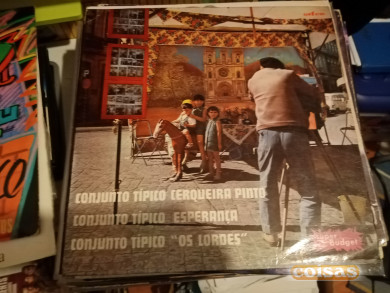 CONJUNTO TÍPICO CERQUEIRA PINTO
CONJUNTO TÍPICO ESPERANÇA
CONJUNTO TÍPICO "OS LORDES"
coisas